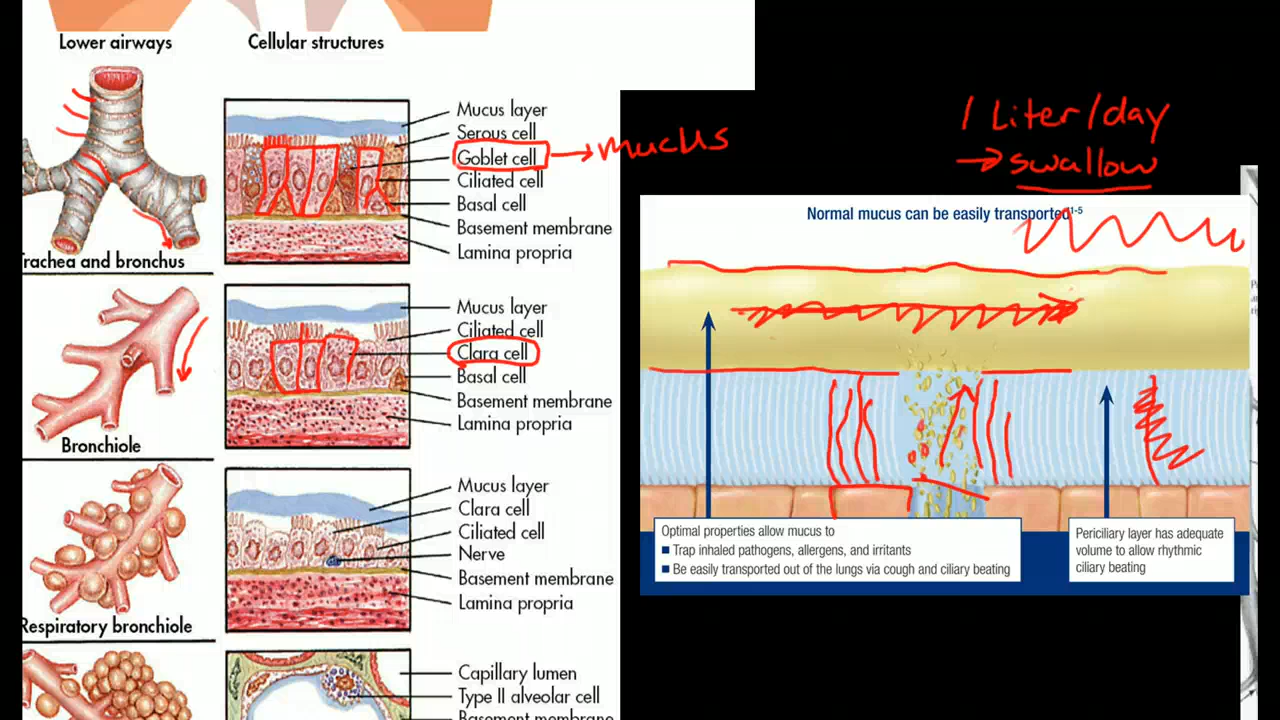 Lower airways
Cellular structures
Mucus layer
Serous cell
Goblet cell
mucus
Ciliated cell
Basal cell
Basement membrane
Lamina propria
Trachea and bronchus
Mucus layer
Ciliated cell
Clara cell
Basal cell
Basement membrane
Lamina propria
Bronchiole
Mucus layer
Clara cell
Ciliated cell
Nerve
Basement membrane
Lamina propria
Respiratory bronchiole
Capillary lumen
Type II alveolar cell
Basement membrane
1 Liter/day
swallow
Normal mucus can be easily transported1-5
Optimal properties allow mucus to
■ Trap inhaled pathogens, allergens, and irritants
■ Be easily transported out of the lungs via cough and ciliary beating
Periciliary layer has adequate
volume to allow rhythmic
ciliary beating